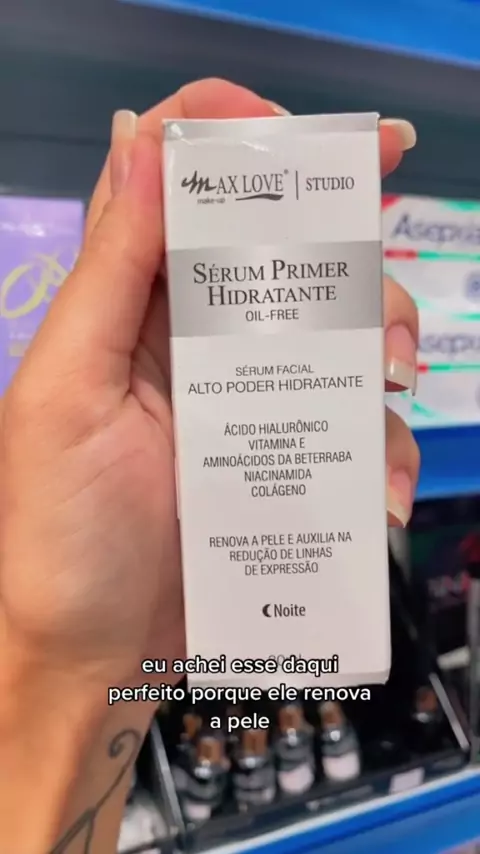 MAX LOVE® | STUDIO
make-up
SÉRUM PRIMER
HIDRATANTE
OIL-FREE
SÉRUM FACIAL
ALTO PODER HIDRATANTE
ÁCIDO HIALURÔNICO
VITAMINA E
AMINOÁCIDOS DA BETERRABA
NIACINAMIDA
COLÁGENO
RENOVA A PELE E AUXILIA NA
REDUÇÃO DE LINHAS
DE EXPRESSÃO
Noite
eu achei esse daqui
perfeito porque ele renova
a pele